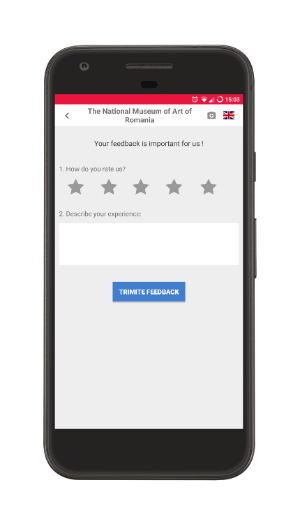 15:03
The National Museum of Art of
Romania
Your feedback is important for us !
1. How do you rate us?
2. Describe your experience:
TRIMITE FEEDBACK